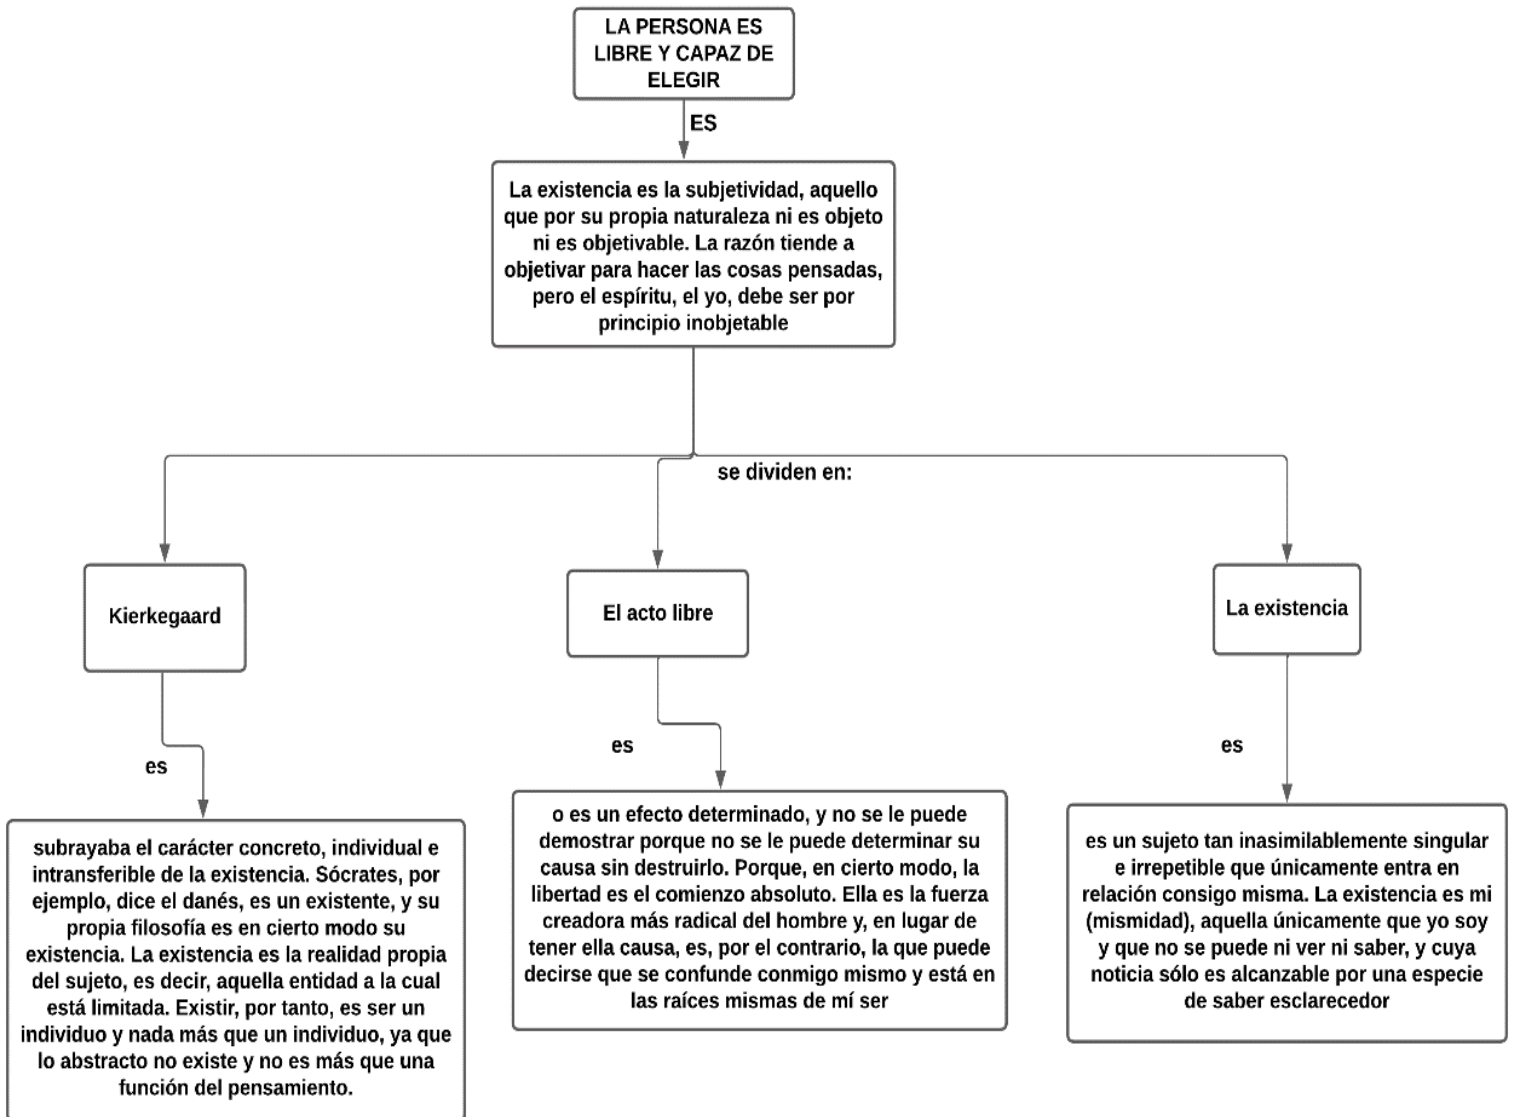 LA PERSONA ES
LIBRE Y CAPAZ DE
ELEGIR
ES
La existencia es la subjetividad, aquello
que por su propia naturaleza ni es objeto
ni es objetivable. La razón tiende a
objetivar para hacer las cosas pensadas,
pero el espíritu, el yo, debe ser por
principio inobjetable
se dividen en:
Kierkegaard
El acto libre
La existencia
es
es
es
subrayaba el carácter concreto, individual e
intransferible de la existencia. Sócrates, por
ejemplo, dice el danés, es un existente, y su
propia filosofía es en cierto modo su
existencia. La existencia es la realidad propia
del sujeto, es decir, aquella entidad a la cual
está limitada. Existir, por tanto, es ser un
individuo y nada más que un individuo, ya que
lo abstracto no existe y no es más que una
función del pensamiento.
o es un efecto determinado, y no se le puede
demostrar porque no se le puede determinar su
causa sin destruirlo. Porque, en cierto modo, la
libertad es el comienzo absoluto. Ella es la fuerza
creadora más radical del hombre y, en lugar de
tener ella causa, es, por el contrario, la que puede
decirse que se confunde conmigo mismo y está en
las raíces mismas de mí ser
es un sujeto tan inasimilablemente singular
e irrepetible que únicamente entra en
relación consigo misma. La existencia es mi
(mismidad), aquella únicamente que yo soy
y que no se puede ni ver ni saber, y cuya
noticia sólo es alcanzable por una especie
de saber esclarecedor